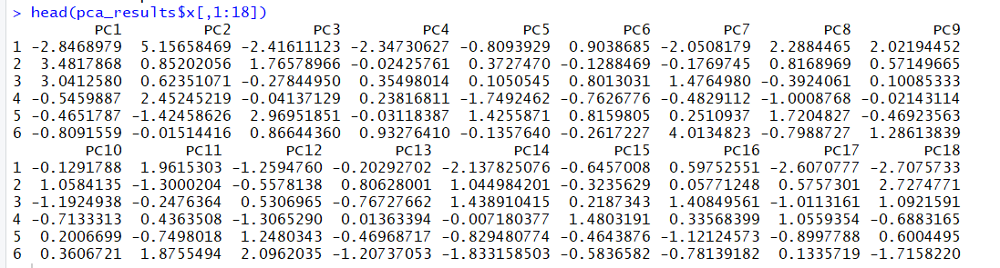 > head(pca_results$x[,1:18])
PC1 PC2 PC3 PC4 PC5 PC6 PC7 PC8 PC9
1 -2.8468979 5.15658469 -2.41611123 -2.34730627 -0.8093929 0.9038685 -2.0508179 2.2884465 2.02194452
2 3.4817868 0.85202056 1.76578966 -0.02425761 0.3727470 -0.1288469 -0.1769745 0.8168969 0.57149665
3 3.0412580 0.62351071 -0.27844950 0.35498014 0.1050545 0.8013031 1.4764980 -0.3924061 0.10085333
4 -0.5459887 2.45245219 -0.04137129 0.23816811 -1.7492462 -0.7626776 -0.4829112 -1.0008768 -0.02143114
5 -0.4651787 -1.42458626 2.96951851 -0.03118387 1.4255871 0.8159805 0.2510937 1.7204827 -0.46923563
6 -0.8091559 -0.01514416 0.86644360 0.93276410 -0.1357640 -0.2617227 4.0134823 -0.7988727 1.28613839
PC10 PC11 PC12 PC13 PC14 PC15 PC16 PC17 PC18
1 -0.1291788 1.9615303 -1.2594760 -0.20292702 -2.137825076 -0.6457008 0.59752551 -2.6070777 -2.7075733
2 1.0584135 -1.3000204 -0.5578138 0.80628001 1.044984201 -0.3235629 0.05771248 0.5757301 2.7274771
3 -1.1924938 -0.2476364 0.5306965 -0.76727662 1.438910415 0.2187343 1.40849561 -1.0113161 1.0921591
4 -0.7133313 0.4363508 -1.3065290 0.01363394 -0.007180377 1.4803191 0.33568399 1.0559354 -0.6883165
5 0.2006699 -0.7498018 1.2480343 -0.46968717 -0.829480774 -0.4643876 -1.12124573 -0.8997788 0.6004495
6 0.3606721 1.8755494 2.0962035 -1.20737053 -1.833158503 -0.5836582 -0.78139182 0.1335719 -1.7158220